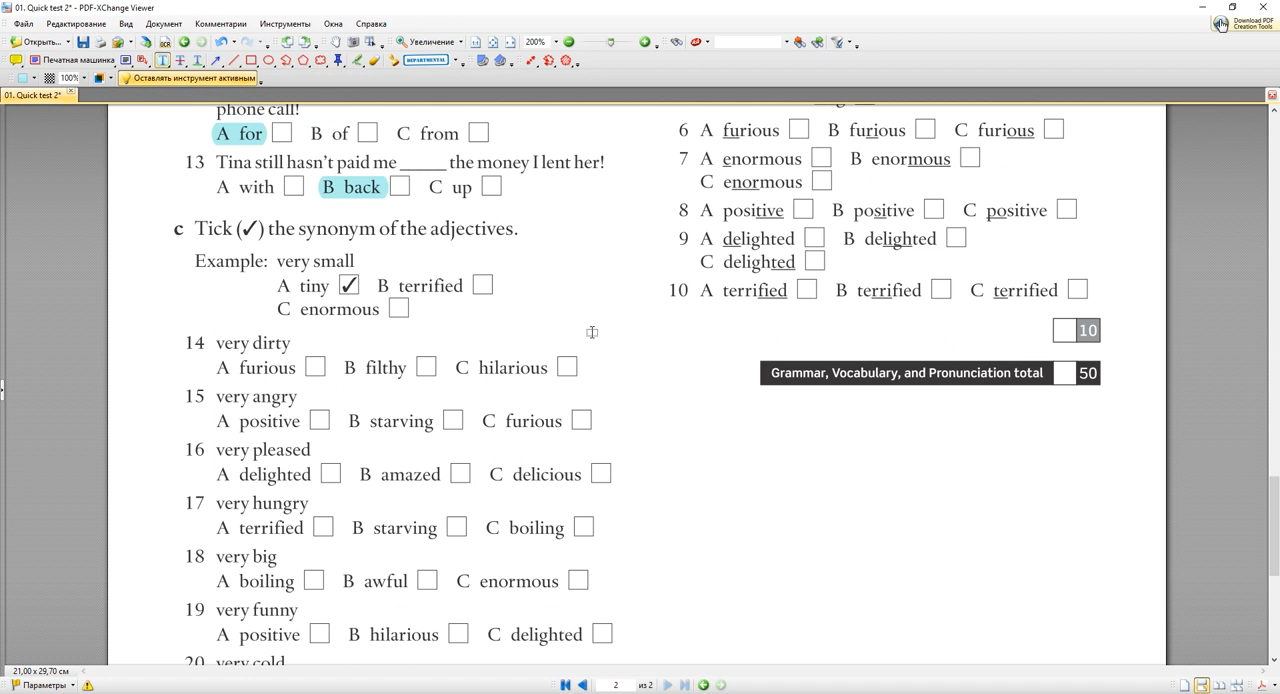 01. Quick test 2* - PDF-XChange Viewer
Файл Редактирование Вид Документ Комментарии Инструменты Окна Справка
Download PDF
Creation Tools
Открыть... OCR Увеличение 200%
Печатная машинка DEPARTMENTAL
100% Оставлять инструмент активным
01. Quick test 2*
phone call!
A for B of C from
13 Tina still hasn't paid me _____ the money I lent her!
A with B back C up
c Tick (✓) the synonym of the adjectives.
Example: very small
A tiny ✓ B terrified
C enormous
14 very dirty
A furious B filthy C hilarious
15 very angry
A positive B starving C furious
16 very pleased
A delighted B amazed C delicious
17 very hungry
A terrified B starving C boiling
18 very big
A boiling B awful C enormous
19 very funny
A positive B hilarious C delighted
20 very cold
6 A furious B furious C furious
7 A enormous B enormous
C enormous
8 A positive B positive C positive
9 A delighted B delighted
C delighted
10 A terrified B terrified C terrified
10
Grammar, Vocabulary, and Pronunciation total 50
21,00 x 29,70 см
Параметры 2 из 2